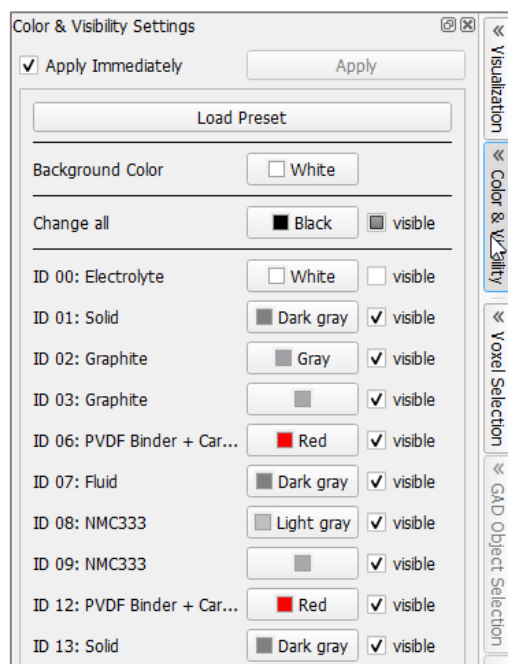 Color & Visibility Settings
Apply Immediately Apply
Load Preset
Background Color White
Change all Black visible
ID 00: Electrolyte White visible
ID 01: Solid Dark gray visible
ID 02: Graphite Gray visible
ID 03: Graphite visible
ID 06: PVDF Binder + Car... Red visible
ID 07: Fluid Dark gray visible
ID 08: NMC333 Light gray visible
ID 09: NMC333 visible
ID 12: PVDF Binder + Car... Red visible
ID 13: Solid Dark gray visible
Visualization
Color & Visibility
Voxel Selection
GAD Object Selection